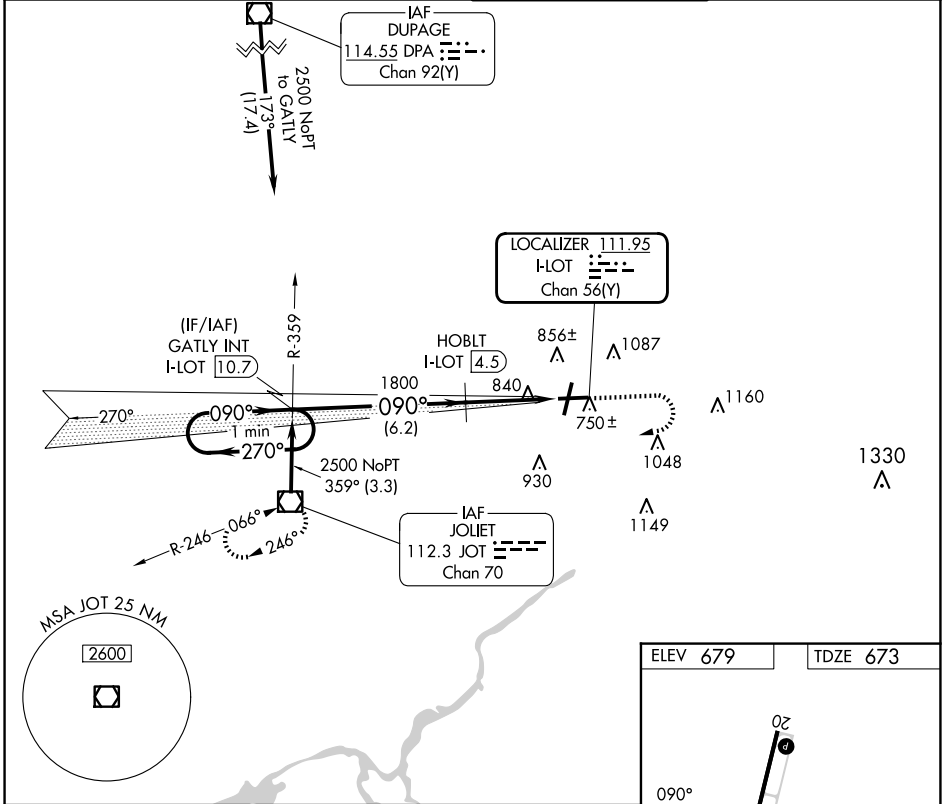 IAF
DUPAGE
114.55 DPA
Chan 92(Y)
2500 NoPT
to GATLY
173°
(17.4)
LOCALIZER 111.95
I-LOT
Chan 56(Y)
R-359
(IF/IAF)
GATLY INT
I-LOT 10.7
HOBLT
I-LOT 4.5
856±
1087
1800
840
270°
090°
090°
1160
1 min
(6.2)
750±
270°
1048
2500 NoPT
359° (3.3)
930
1330
1149
R-246
066°
246°
IAF
JOLIET
112.3 JOT
Chan 70
MSA JOT 25 NM
2600
ELEV 679
TDZE 673
20
P
090°